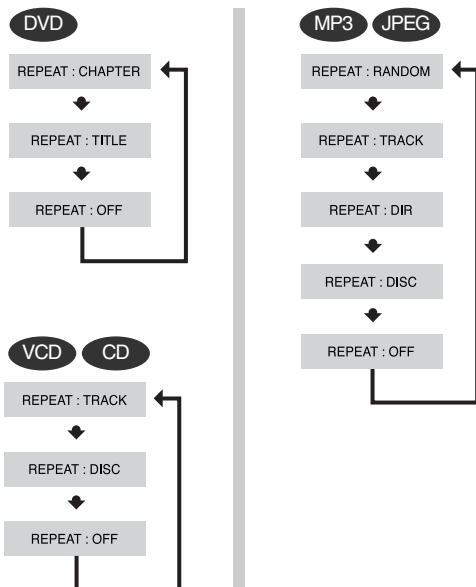 DVD
REPEAT : CHAPTER
REPEAT : TITLE
REPEAT : OFF
VCD CD
REPEAT : TRACK
REPEAT : DISC
REPEAT : OFF
MP3 JPEG
REPEAT : RANDOM
REPEAT : TRACK
REPEAT : DIR
REPEAT : DISC
REPEAT : OFF